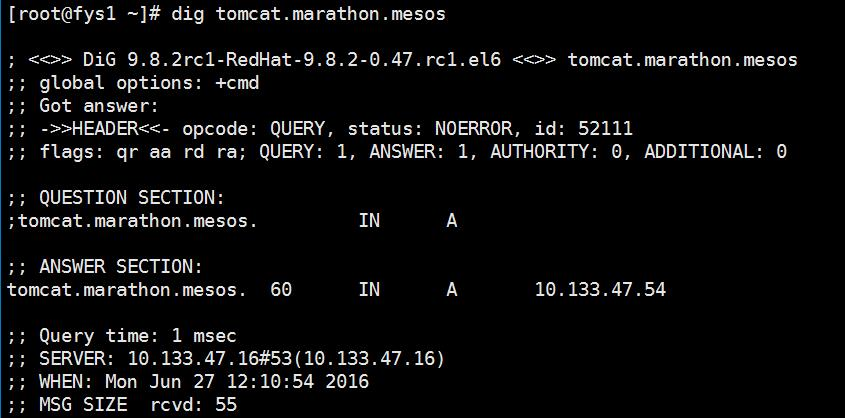 [root@fys1 ~]# dig tomcat.marathon.mesos
; <<>> DiG 9.8.2rc1-RedHat-9.8.2-0.47.rc1.el6 <<>> tomcat.marathon.mesos
;; global options: +cmd
;; Got answer:
;; ->>HEADER<<- opcode: QUERY, status: NOERROR, id: 52111
;; flags: qr aa rd ra; QUERY: 1, ANSWER: 1, AUTHORITY: 0, ADDITIONAL: 0
;; QUESTION SECTION:
;tomcat.marathon.mesos. IN A
;; ANSWER SECTION:
tomcat.marathon.mesos. 60 IN A 10.133.47.54
;; Query time: 1 msec
;; SERVER: 10.133.47.16#53(10.133.47.16)
;; WHEN: Mon Jun 27 12:10:54 2016
;; MSG SIZE rcvd: 55